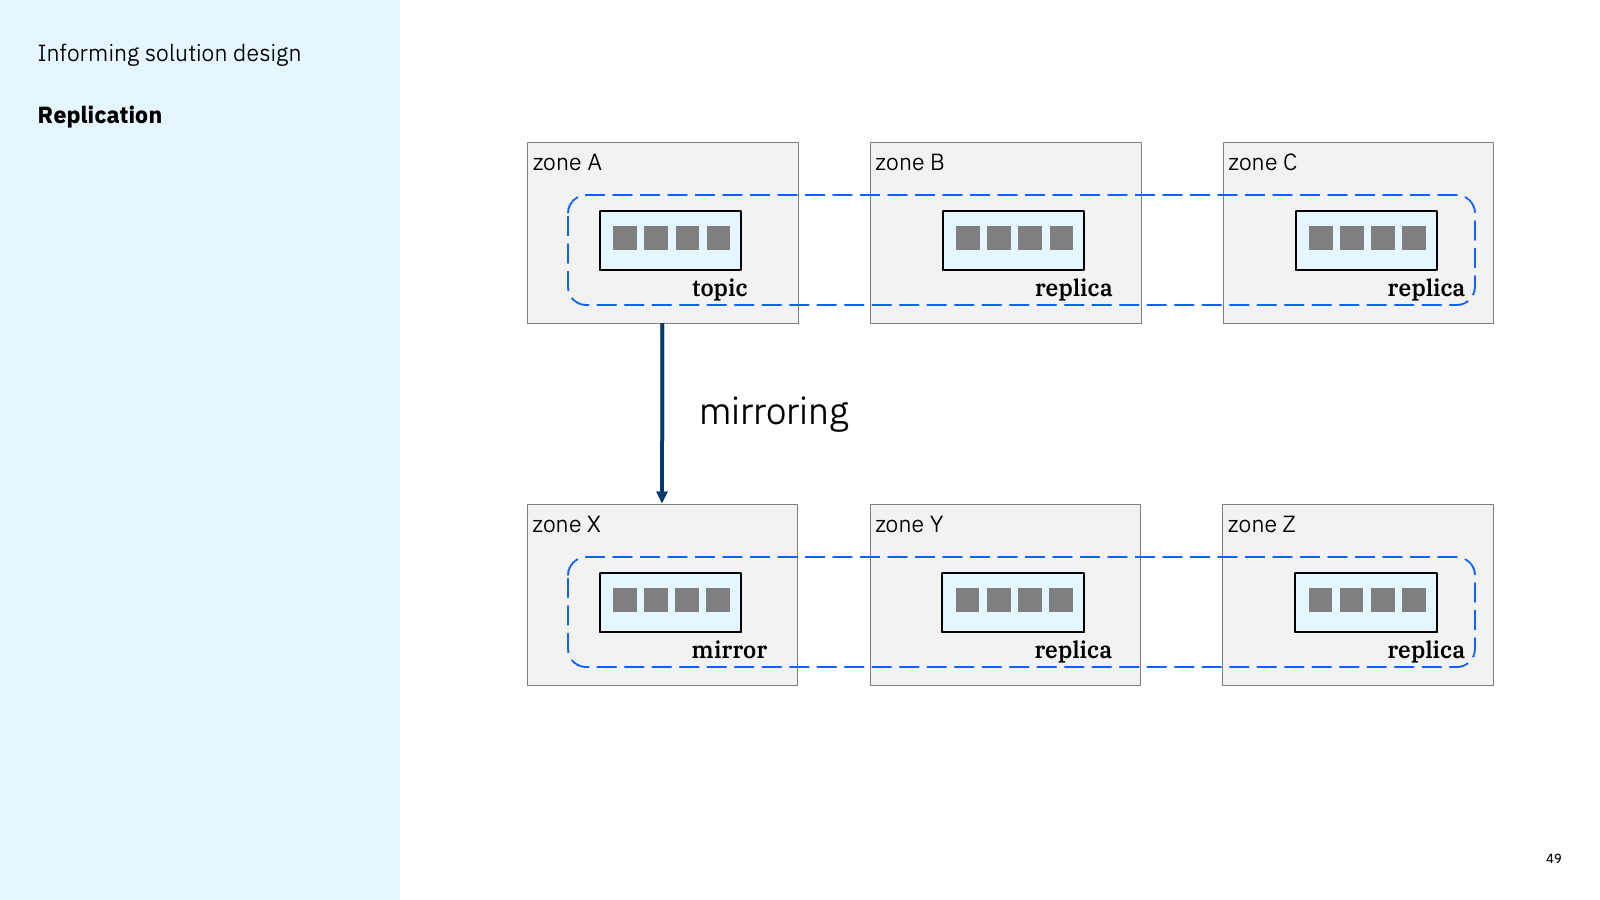 Informing solution design
Replication
zone A
zone B
zone C
topic
replica
replica
mirroring
zone X
zone Y
zone Z
mirror
replica
replica
49